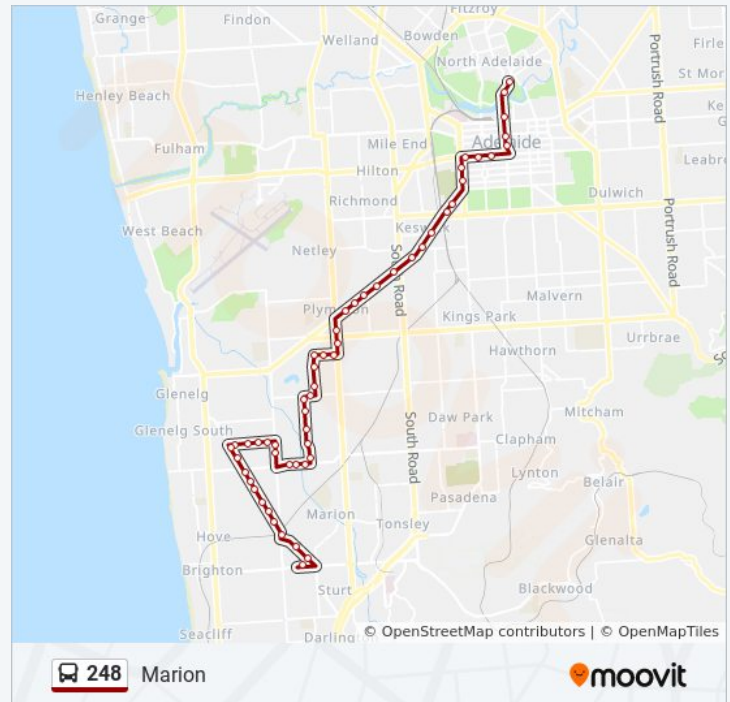 Fitzroy
Grange
Findon
Bowden
Welland
North Adelaide
Portrush Road
Firle
St Mor
Henley Beach
Ke
G
Mile End
Adelaide
Fulham
Hilton
Leabro
Richmond
Dulwich
West Beach
Keswick
Portrush Road
Netley
South Road
Malvern
Plympton
Kings Park
Urrbrae
Hawthorn
Glenelg
Mitcham
Daw Park
Glenelg South
South Road
Clapham
Lynton
Belair
Pasadena
Marion
Tonsley
Hove
Glenalta
Brighton
Sturt
Blackwood
Seacliff
Darlington
© OpenStreetMap contributors | © OpenMapTiles
248 Marion
moovit